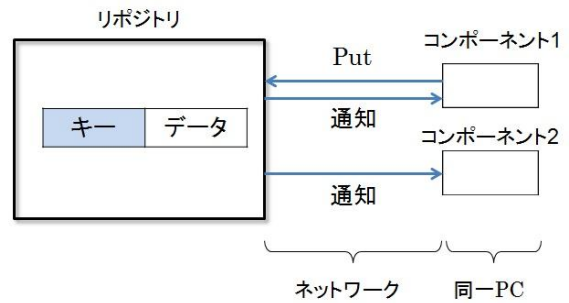 リポジトリ
コンポーネント1
Put
キー
データ
通知
コンポーネント2
通知
ネットワーク
同一PC